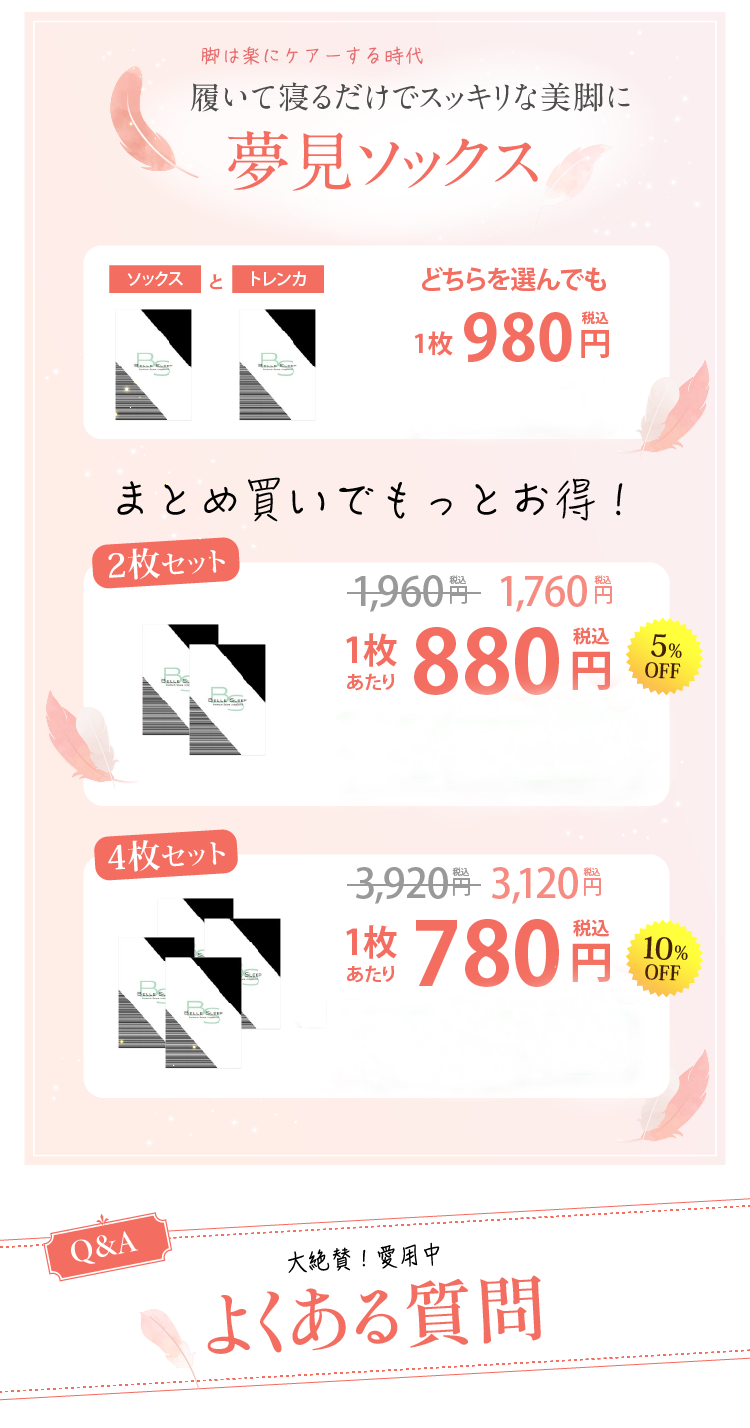 脚は楽にケアーする時代
履いて寝るだけでスッキリな美脚に
夢見ソックス
ソックス と トレンカ
どちらを選んでも
1枚 980円 税込
BS
BELLE SLEEP
BS
BELLE SLEEP
まとめ買いでもっとお得！
2枚セット
1,960円 税込 1,760円 税込
1枚あたり 880円 税込
5%
OFF
BS
BELLE SLEEP
4枚セット
3,920円 税込 3,120円 税込
1枚あたり 780円 税込
10%
OFF
BS
BELLE SLEEP
Q&A
大絶賛！愛用中
よくある質問